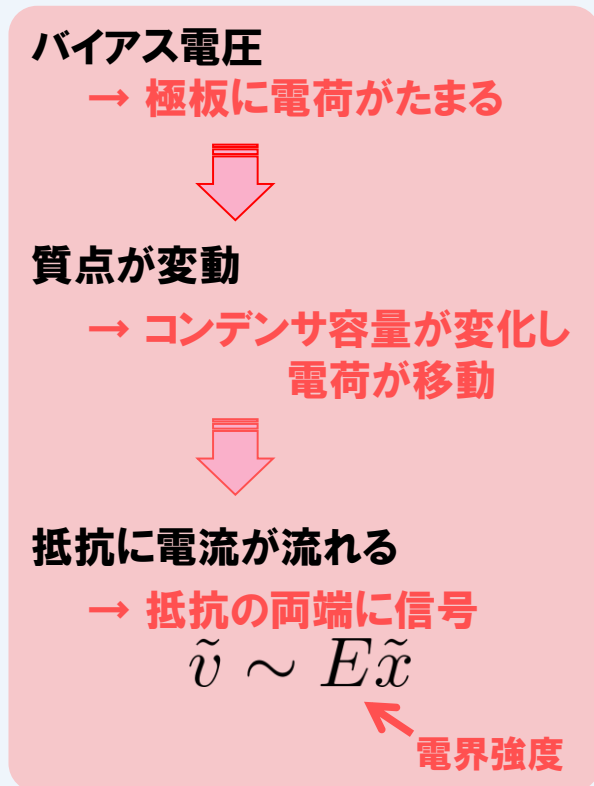 バイアス電圧
→ 極板に電荷がたまる
質点が変動
→ コンデンサ容量が変化し
電荷が移動
抵抗に電流が流れる
→ 抵抗の両端に信号
ṽ ∼ Ex̃
電界強度